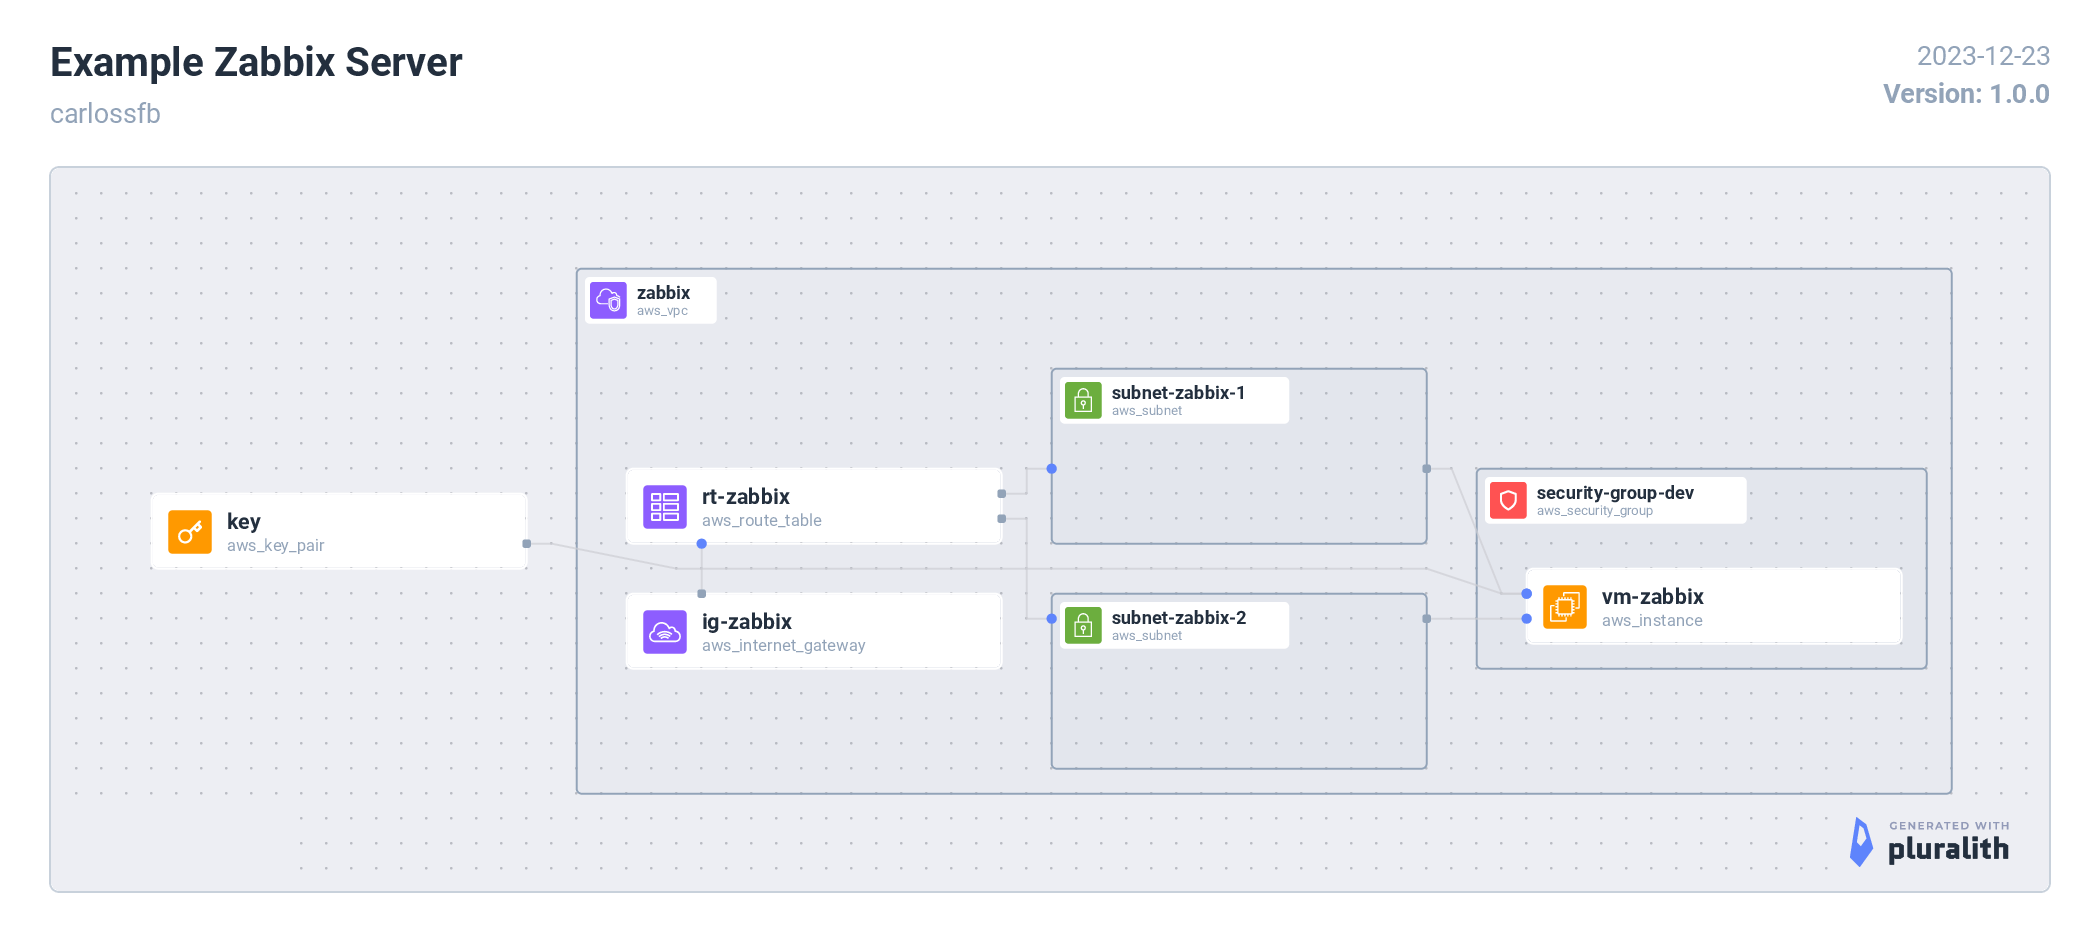 Example Zabbix Server
carlossfb
2023-12-23
Version: 1.0.0
zabbix
aws_vpc
subnet-zabbix-1
aws_subnet
rt-zabbix
aws_route_table
security-group-dev
aws_security_group
key
aws_key_pair
ig-zabbix
aws_internet_gateway
subnet-zabbix-2
aws_subnet
vm-zabbix
aws_instance
GENERATED WITH
pluralith